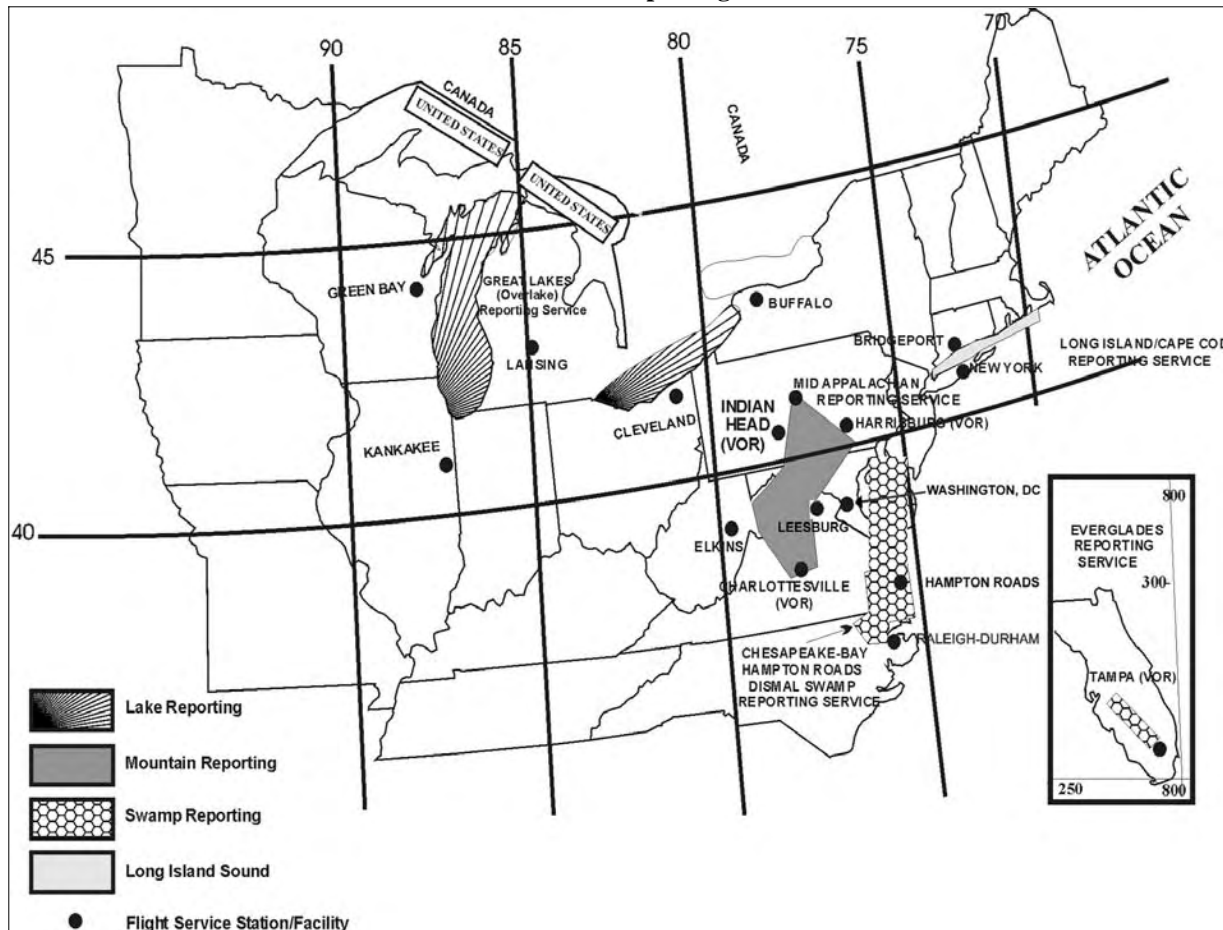 90
85
80
75
70
CANADA
UNITED STATES
UNITED STATES
CANADA
ATLANTIC
OCEAN
45
GREEN BAY
GREAT LAKES
(Overlake)
Reporting Service
LANSING
BUFFALO
BRIDGEPORT
NEW YORK
LONG ISLAND/CAPE COD
REPORTING SERVICE
MID APPALACHIAN
REPORTING SERVICE
INDIAN
HEAD
(VOR)
HARRISBURG (VOR)
CLEVELAND
KANKAKEE
40
WASHINGTON, DC
LEESBURG
ELKINS
CHARLOTTESVILLE
(VOR)
HAMPTON ROADS
RALEIGH-DURHAM
CHESAPEAKE-BAY
HAMPTON ROADS
DISMAL SWAMP
REPORTING SERVICE
800
EVERGLADES
REPORTING
SERVICE
300
TAMPA (VOR)
250
800
Lake Reporting
Mountain Reporting
Swamp Reporting
Long Island Sound
Flight Service Station/Facility